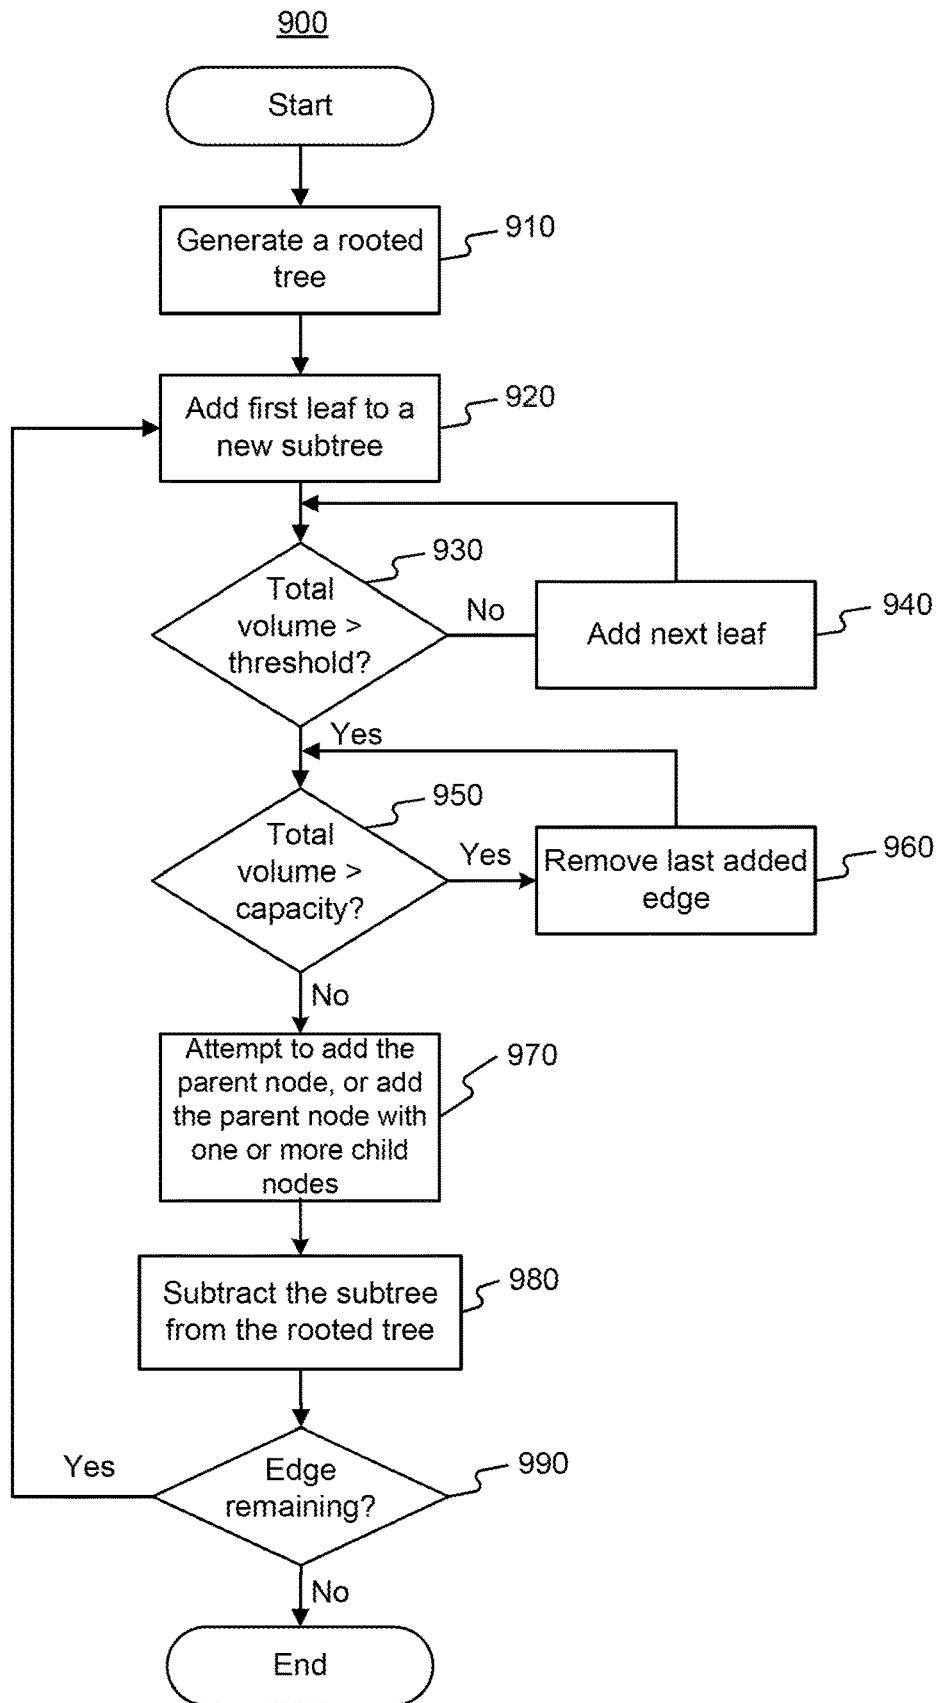 900
Start
Generate a rooted
tree
910
Add first leaf to a
new subtree
920
Total
volume >
threshold?
930
No
Add next leaf
940
Yes
Total
volume >
capacity?
950
Yes
Remove last added
edge
960
No
Attempt to add the
parent node, or add
the parent node with
one or more child
nodes
970
Subtract the subtree
from the rooted tree
980
Edge
remaining?
990
Yes
No
End